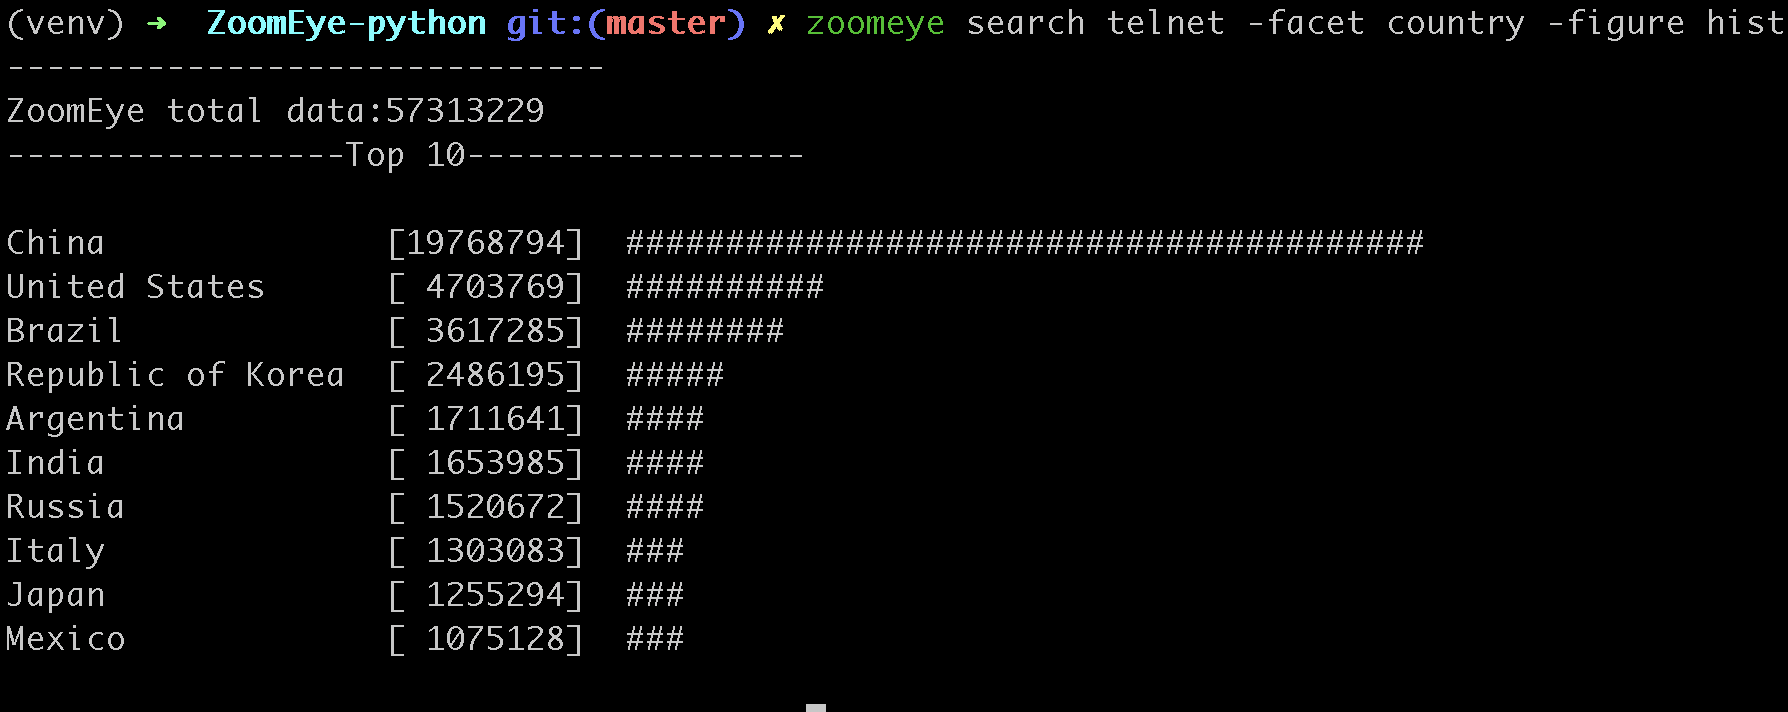 (venv) ➜  ZoomEye-python git:(master) ✗ zoomeye search telnet -facet country -figure hist
------------------------------
ZoomEye total data:57313229
-----------------Top 10-----------------
China              [19768794]  ########################################
United States      [ 4703769]  ##########
Brazil             [ 3617285]  ########
Republic of Korea  [ 2486195]  #####
Argentina          [ 1711641]  ####
India              [ 1653985]  ####
Russia             [ 1520672]  ####
Italy              [ 1303083]  ###
Japan              [ 1255294]  ###
Mexico             [ 1075128]  ###